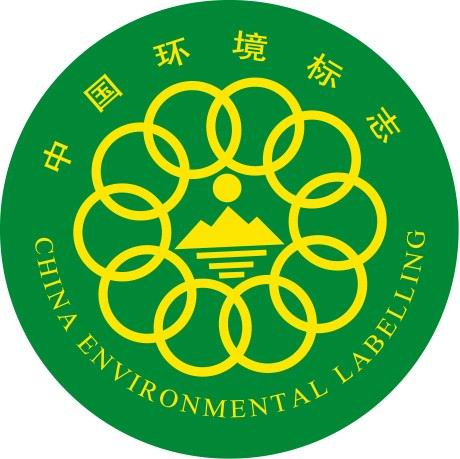 中国环境标志
CHINA ENVIRONMENTAL LABELLING